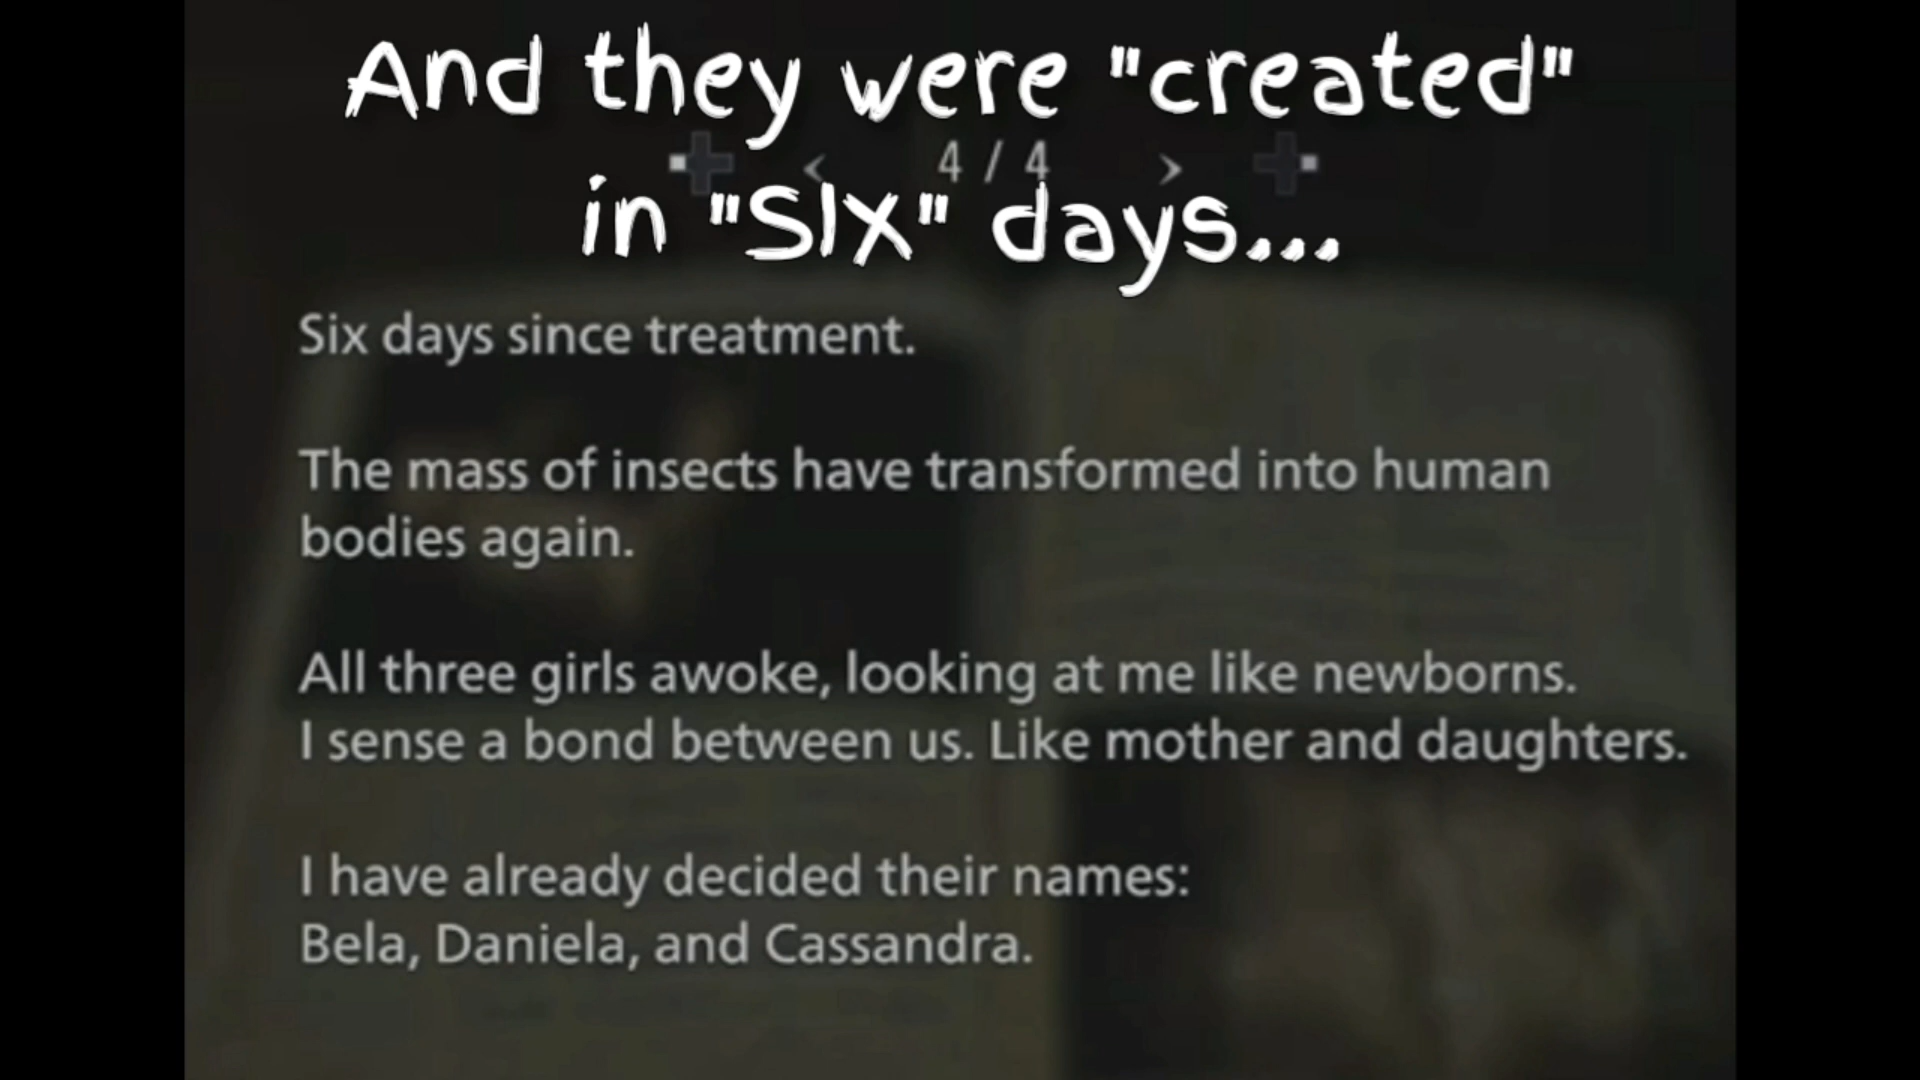 And they were "created"
< 4 / 4 >
in "SIX" days...
Six days since treatment.
The mass of insects have transformed into human
bodies again.
All three girls awoke, looking at me like newborns.
I sense a bond between us. Like mother and daughters.
I have already decided their names:
Bela, Daniela, and Cassandra.